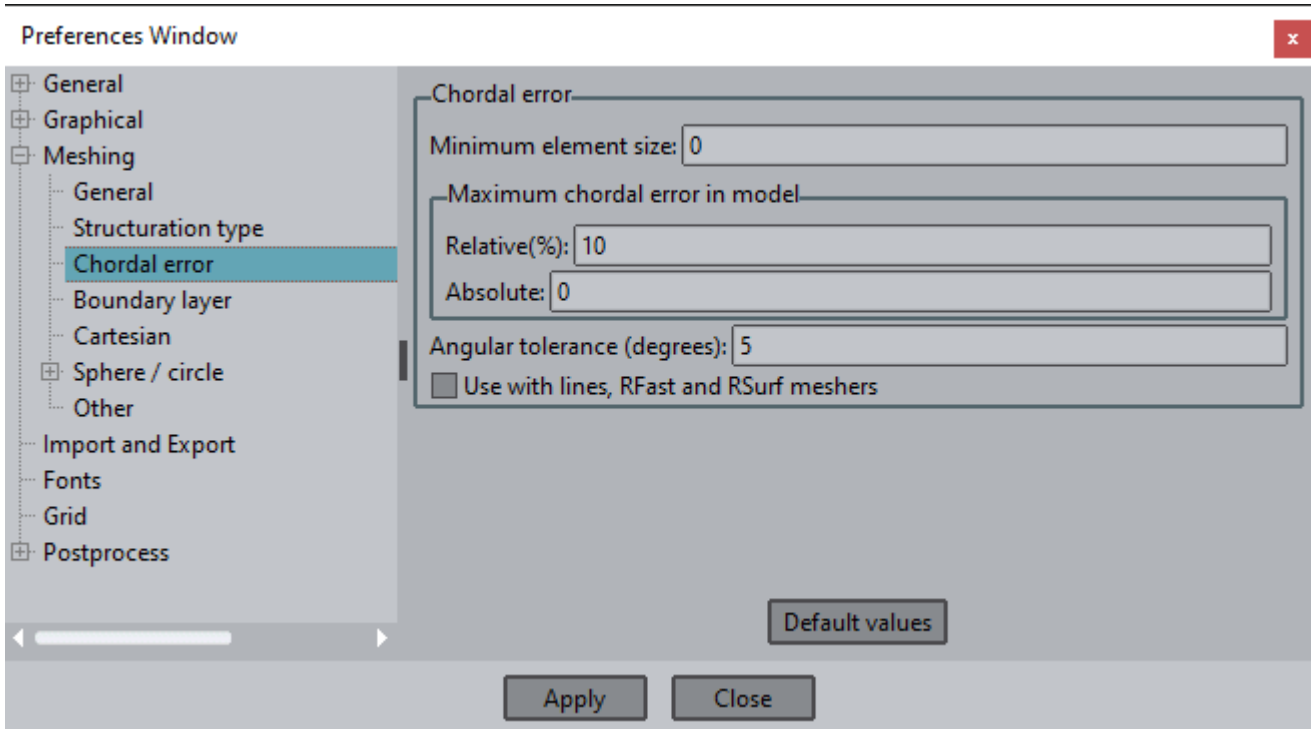 Preferences Window
x
General
Graphical
Meshing
General
Structuration type
Chordal error
Boundary layer
Cartesian
Sphere / circle
Other
Import and Export
Fonts
Grid
Postprocess
Chordal error
Minimum element size: 0
Maximum chordal error in model
Relative(%): 10
Absolute: 0
Angular tolerance (degrees): 5
Use with lines, RFast and RSurf meshers
Default values
Apply Close